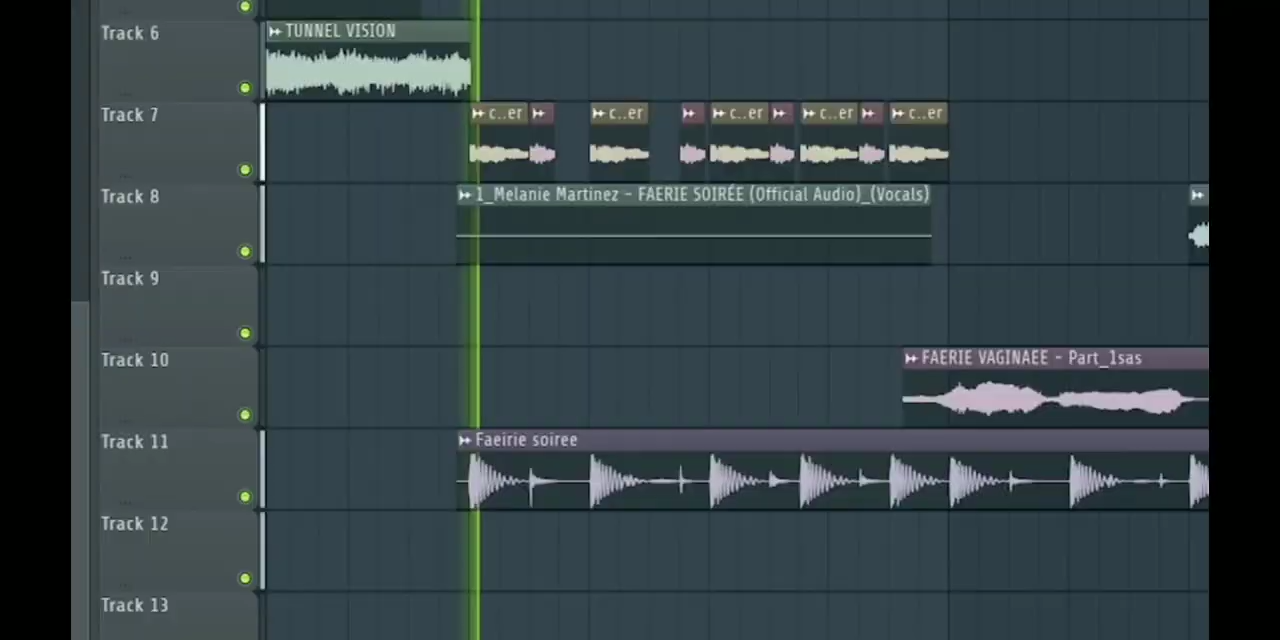 Track 6
TUNNEL VISION
Track 7
c..er
c..er
c..er
c..er
c..er
Track 8
1_Melanie Martinez - FAERIE SOIRÉE (Official Audio)_(Vocals)
Track 9
Track 10
FAERIE VAGINAEE - Part_1sas
Track 11
Faeirie soiree
Track 12
Track 13